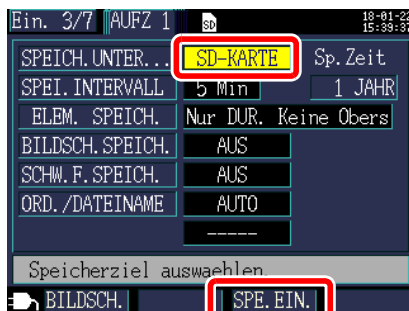 Ein. 3/7 AUFZ 1 SD 18-01-2
15:39:3
SPEICH.UNTER... SD-KARTE Sp.Zeit
SPEI.INTERVALL 5 Min 1 JAHR
ELEM. SPEICH. Nur DUR. Keine Obers
BILDSCH.SPEICH. AUS
SCHW.F.SPEICH. AUS
ORD./DATEINAME AUTO
-----
Speicherziel auswaehlen.
BILDSCH. SPE.EIN.